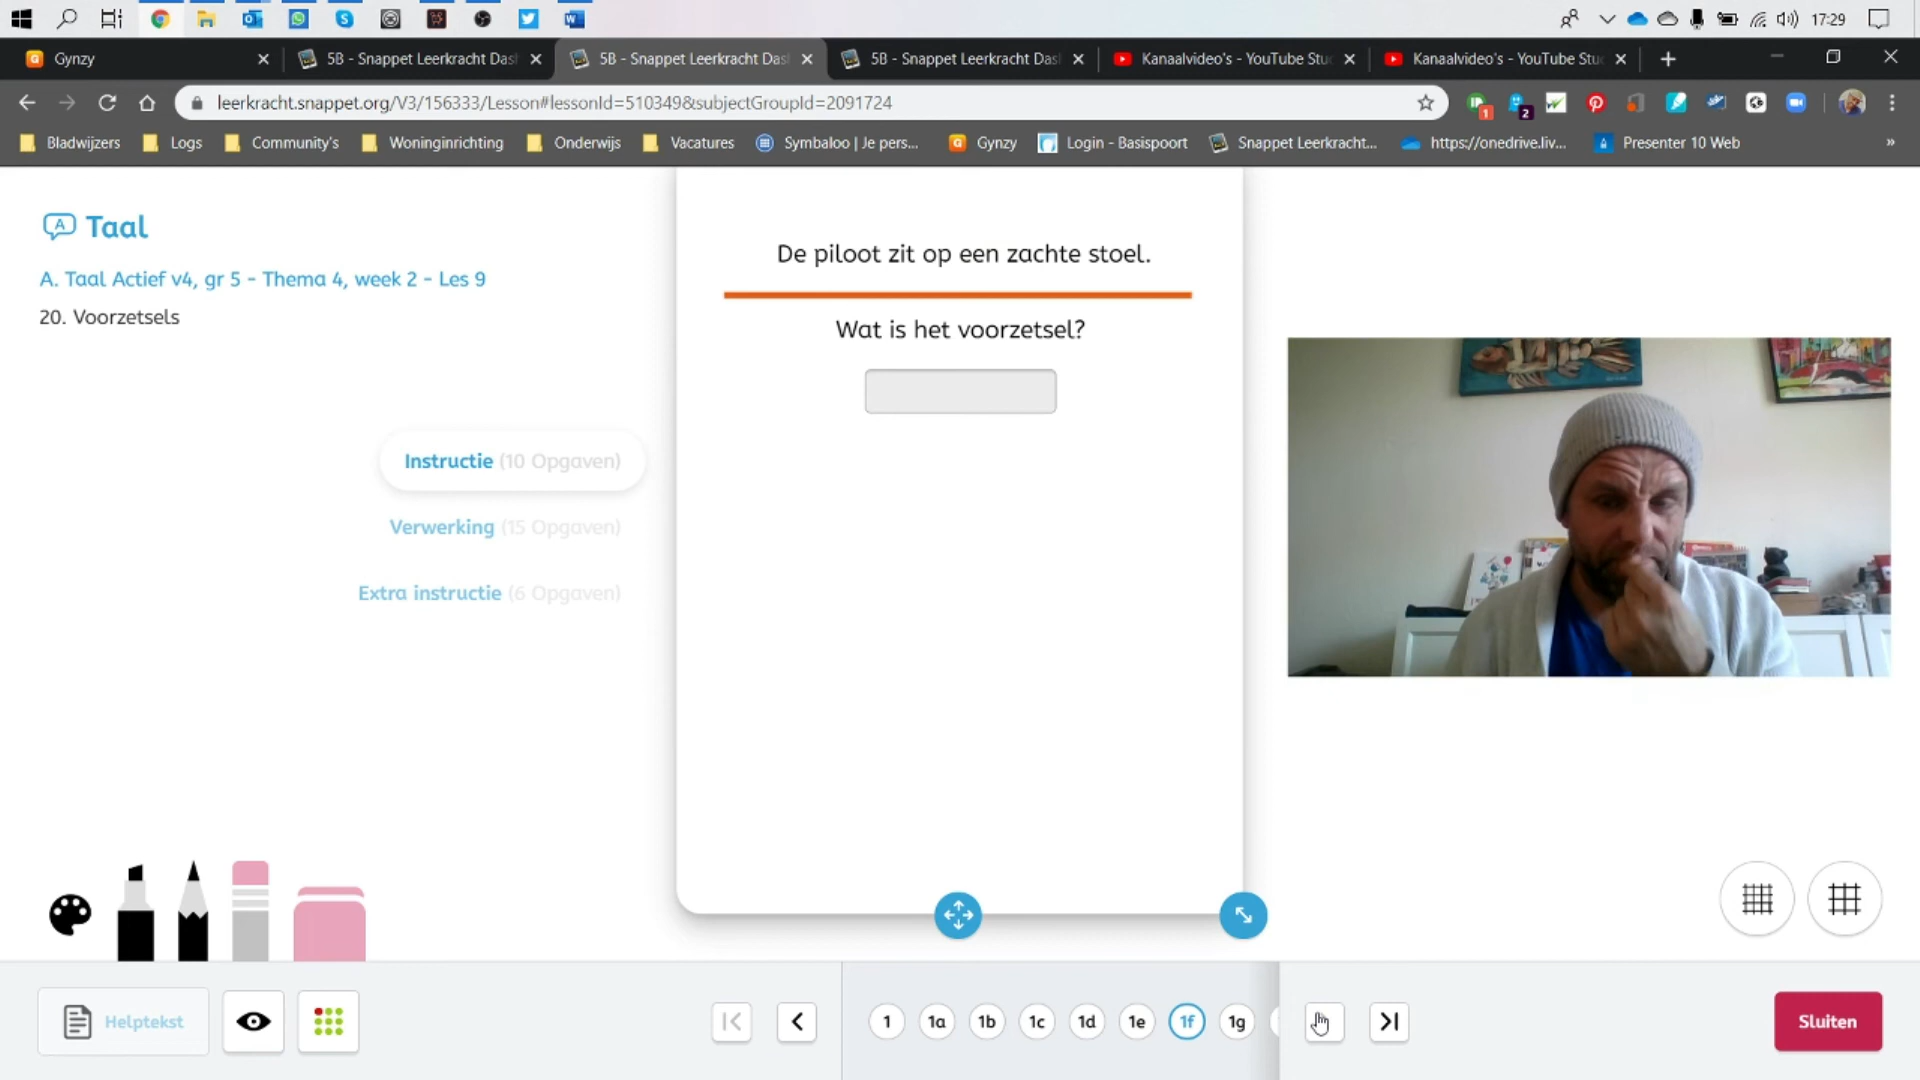 17:29
Gynzy
5B - Snappet Leerkracht Das
5B - Snappet Leerkracht Das
5B - Snappet Leerkracht Das
Kanaalvideo's - YouTube Stu
Kanaalvideo's - YouTube Stu
leerkracht.snappet.org/V3/156333/Lesson#lessonId=510349&subjectGroupId=2091724
1
2
Bladwijzers
Logs
Community's
Woninginrichting
Onderwijs
Vacatures
Symbaloo | Je pers...
Gynzy
Login - Basispoort
Snappet Leerkracht...
https://onedrive.liv...
Presenter 10 Web
»
A Taal
A. Taal Actief v4, gr 5 - Thema 4, week 2 - Les 9
20. Voorzetsels
De piloot zit op een zachte stoel.
Wat is het voorzetsel?
Instructie (10 Opgaven)
Verwerking (15 Opgaven)
Extra instructie (6 Opgaven)
Helptekst
1
1a
1b
1c
1d
1e
1f
1g
Sluiten